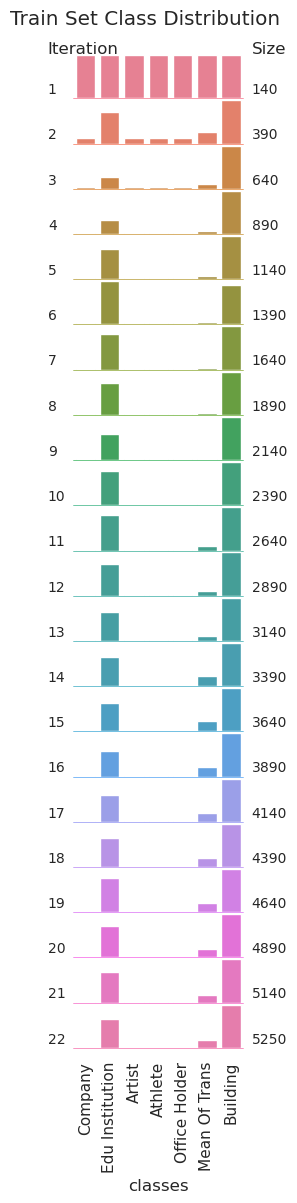 Train Set Class Distribution
Iteration Size
1 140
2 390
3 640
4 890
5 1140
6 1390
7 1640
8 1890
9 2140
10 2390
11 2640
12 2890
13 3140
14 3390
15 3640
16 3890
17 4140
18 4390
19 4640
20 4890
21 5140
22 5250
Company
Edu Institution
Artist
Athlete
Office Holder
Mean Of Trans
Building
classes